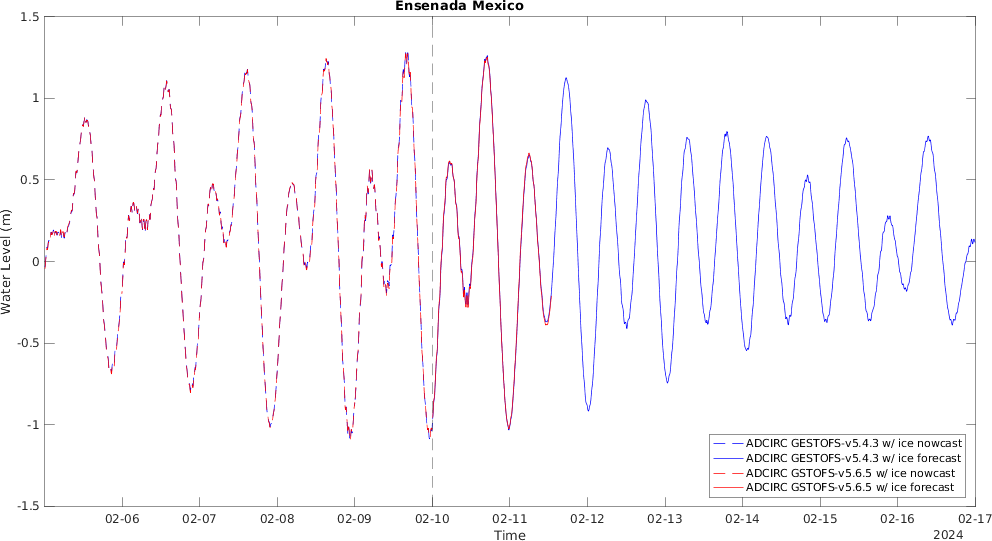 Ensenada Mexico
1.5
1
0.5
0
-0.5
-1
-1.5
Water Level (m)
ADCIRC GESTOFS-v5.4.3 w/ ice nowcast
ADCIRC GESTOFS-v5.4.3 w/ ice forecast
ADCIRC GSTOFS-v5.6.5 w/ ice nowcast
ADCIRC GSTOFS-v5.6.5 w/ ice forecast
02-06 02-07 02-08 02-09 02-10 02-11 02-12 02-13 02-14 02-15 02-16 02-17
Time
2024